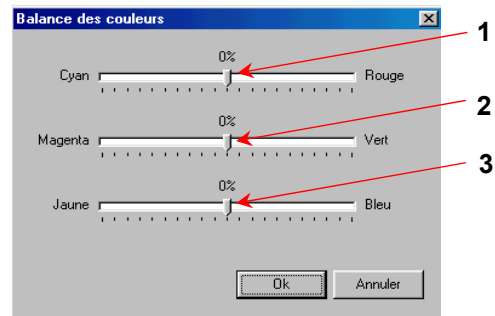 Balance des couleurs
1
0%
Cyan Rouge
2
0%
Magenta Vert
3
0%
Jaune Bleu
Ok Annuler